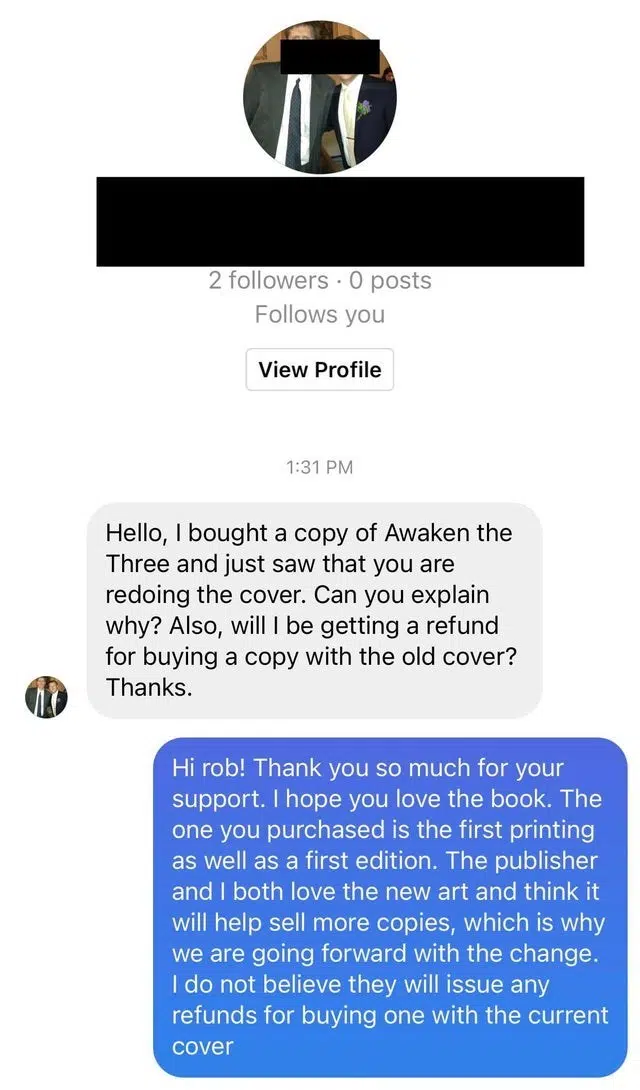 2 followers · 0 posts
Follows you
View Profile
1:31 PM
Hello, I bought a copy of Awaken the
Three and just saw that you are
redoing the cover. Can you explain
why? Also, will I be getting a refund
for buying a copy with the old cover?
Thanks.
Hi rob! Thank you so much for your
support. I hope you love the book. The
one you purchased is the first printing
as well as a first edition. The publisher
and I both love the new art and think it
will help sell more copies, which is why
we are going forward with the change.
I do not believe they will issue any
refunds for buying one with the current
cover